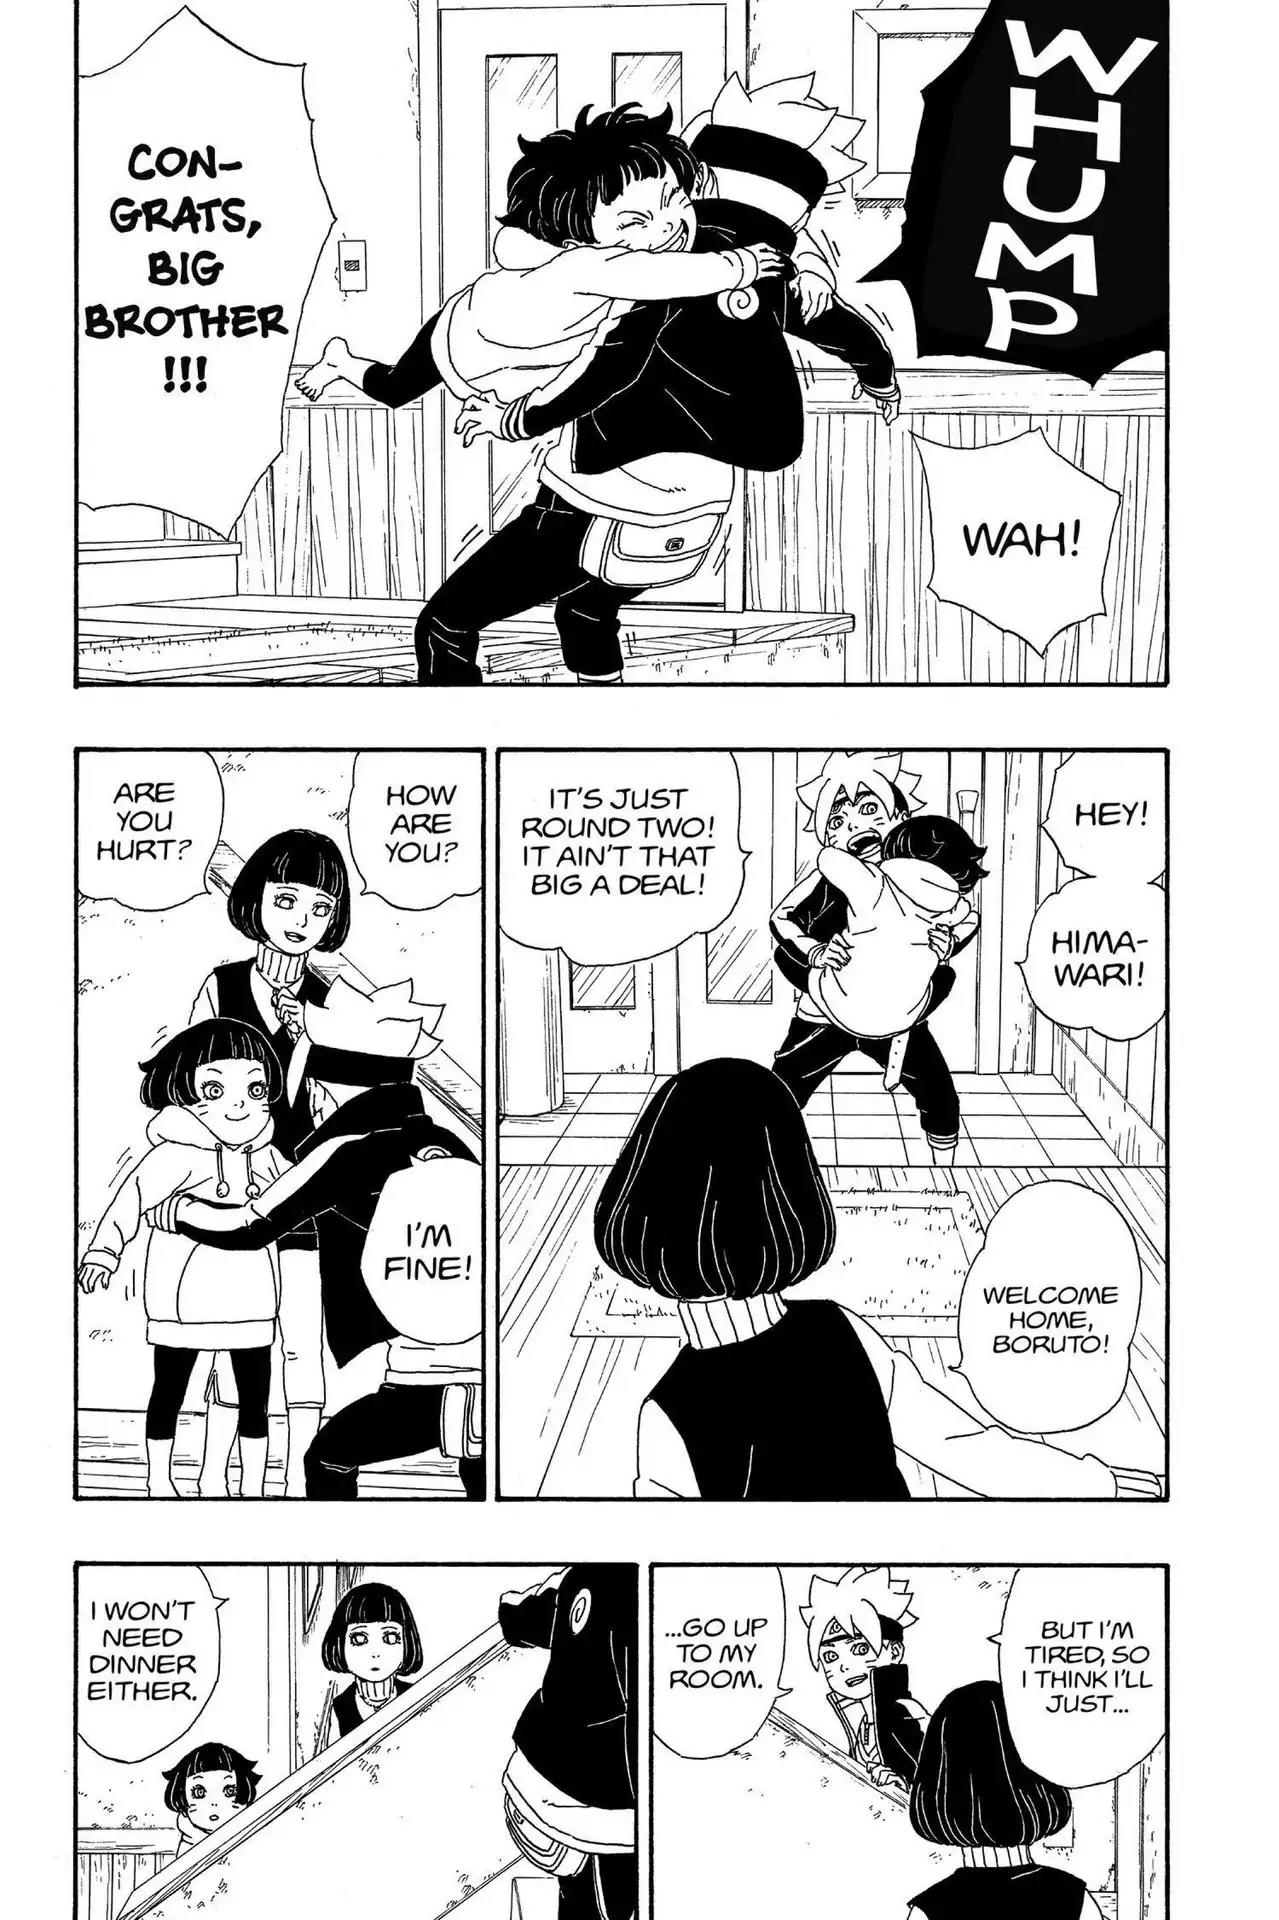 WHUMP
CON-
GRATS,
BIG
BROTHER
!!!
WAH!
HEY!
HIMA-
WARI!
IT'S JUST
ROUND TWO!
IT AIN'T THAT
BIG A DEAL!
WELCOME
HOME,
BORUTO!
HOW
ARE
YOU?
ARE
YOU
HURT?
I'M
FINE!
BUT I'M
TIRED, SO
I THINK I'LL
JUST...
...GO UP
TO MY
ROOM.
I WON'T
NEED
DINNER
EITHER.